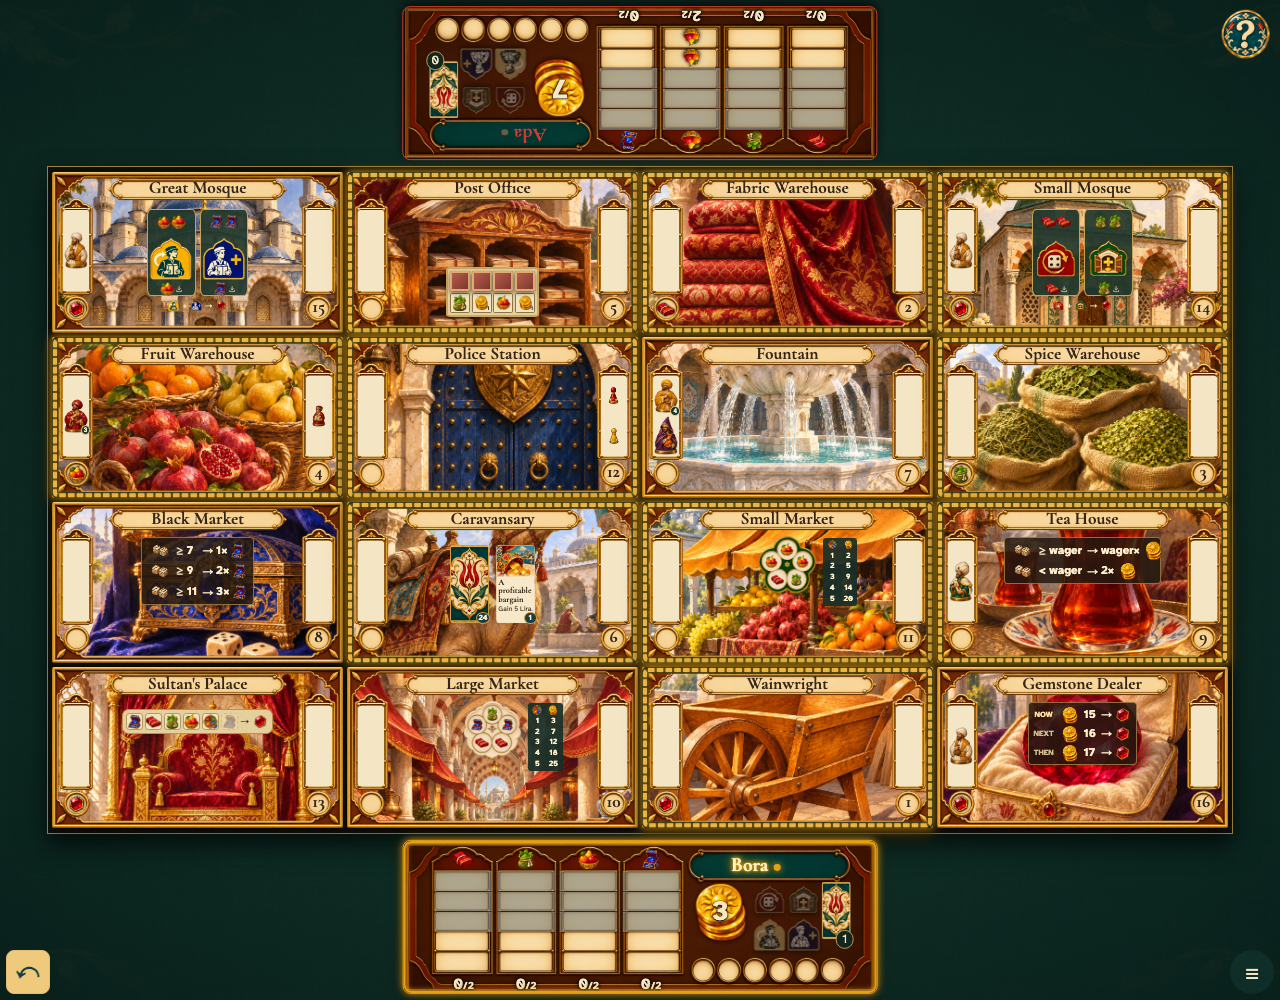 0/2 2/2 0/2 0/2
0
7
Ada
?
Great Mosque
15
Post Office
5
Fabric Warehouse
2
Small Mosque
14
Fruit Warehouse
3
4
Police Station
12
Fountain
4
7
Spice Warehouse
3
Black Market
≥ 7 → 1×
≥ 9 → 2×
≥ 11 → 3×
8
Caravansary
A
profitable
bargain
Gain 5 Lira.
24
1
6
Small Market
1 2
2 5
3 9
4 14
5 20
11
Tea House
≥ wager → wager×
< wager → 2×
9
Sultan's Palace
→
13
Large Market
1 3
2 7
3 12
4 18
5 25
10
Wainwright
1
Gemstone Dealer
NOW 15 →
NEXT 16 →
THEN 17 →
16
Bora
3
1
0/2 0/2 0/2 0/2